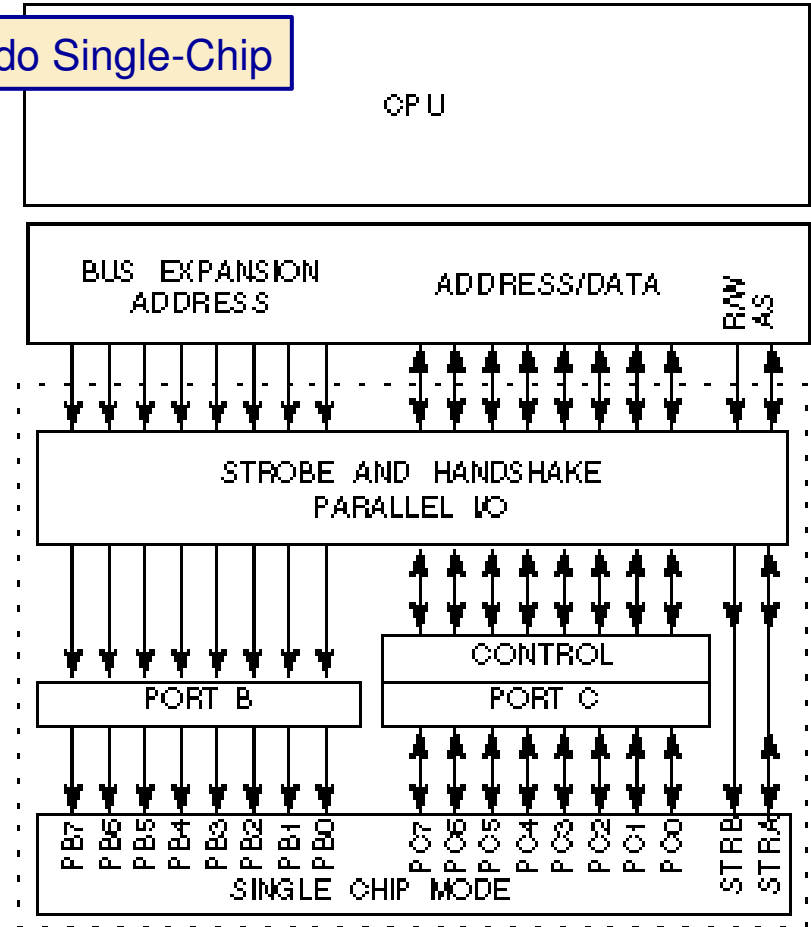 do Single-Chip
CPU
BUS EXPANSION
ADDRESS
ADDRESS/DATA
R/W
AS
STROBE AND HANDSHAKE
PARALLEL I/O
CONTROL
PORT B
PORT C
PB7 PB6 PB5 PB4 PB3 PB2 PB1 PB0
PC7 PC6 PC5 PC4 PC3 PC2 PC1 PC0
STRB
STRA
SINGLE CHIP MODE